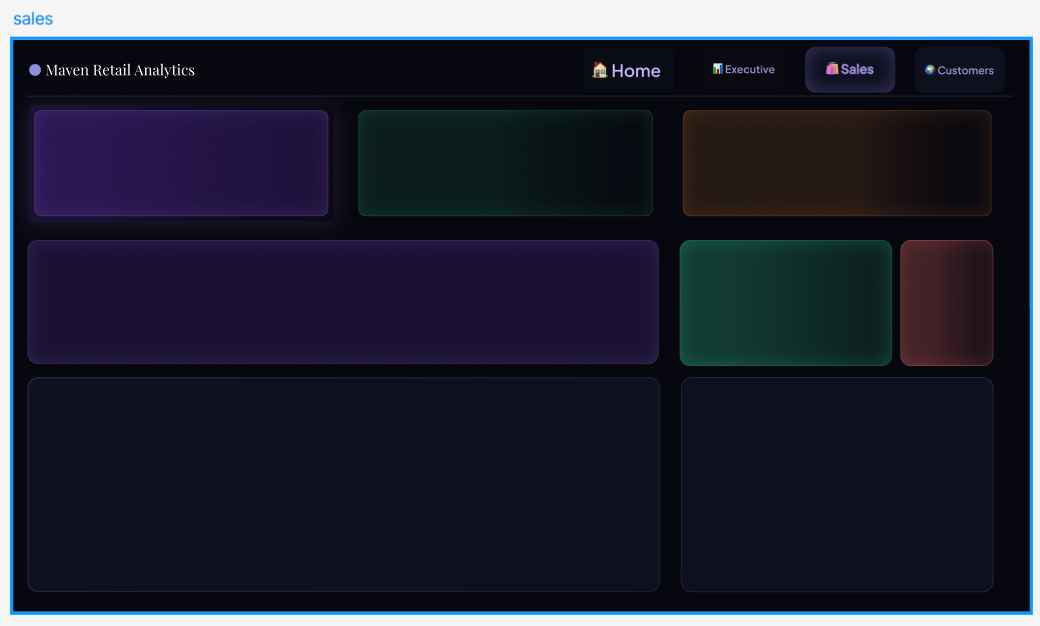 sales
Maven Retail Analytics
🏠 Home
📊 Executive
🛍️ Sales
🌍 Customers